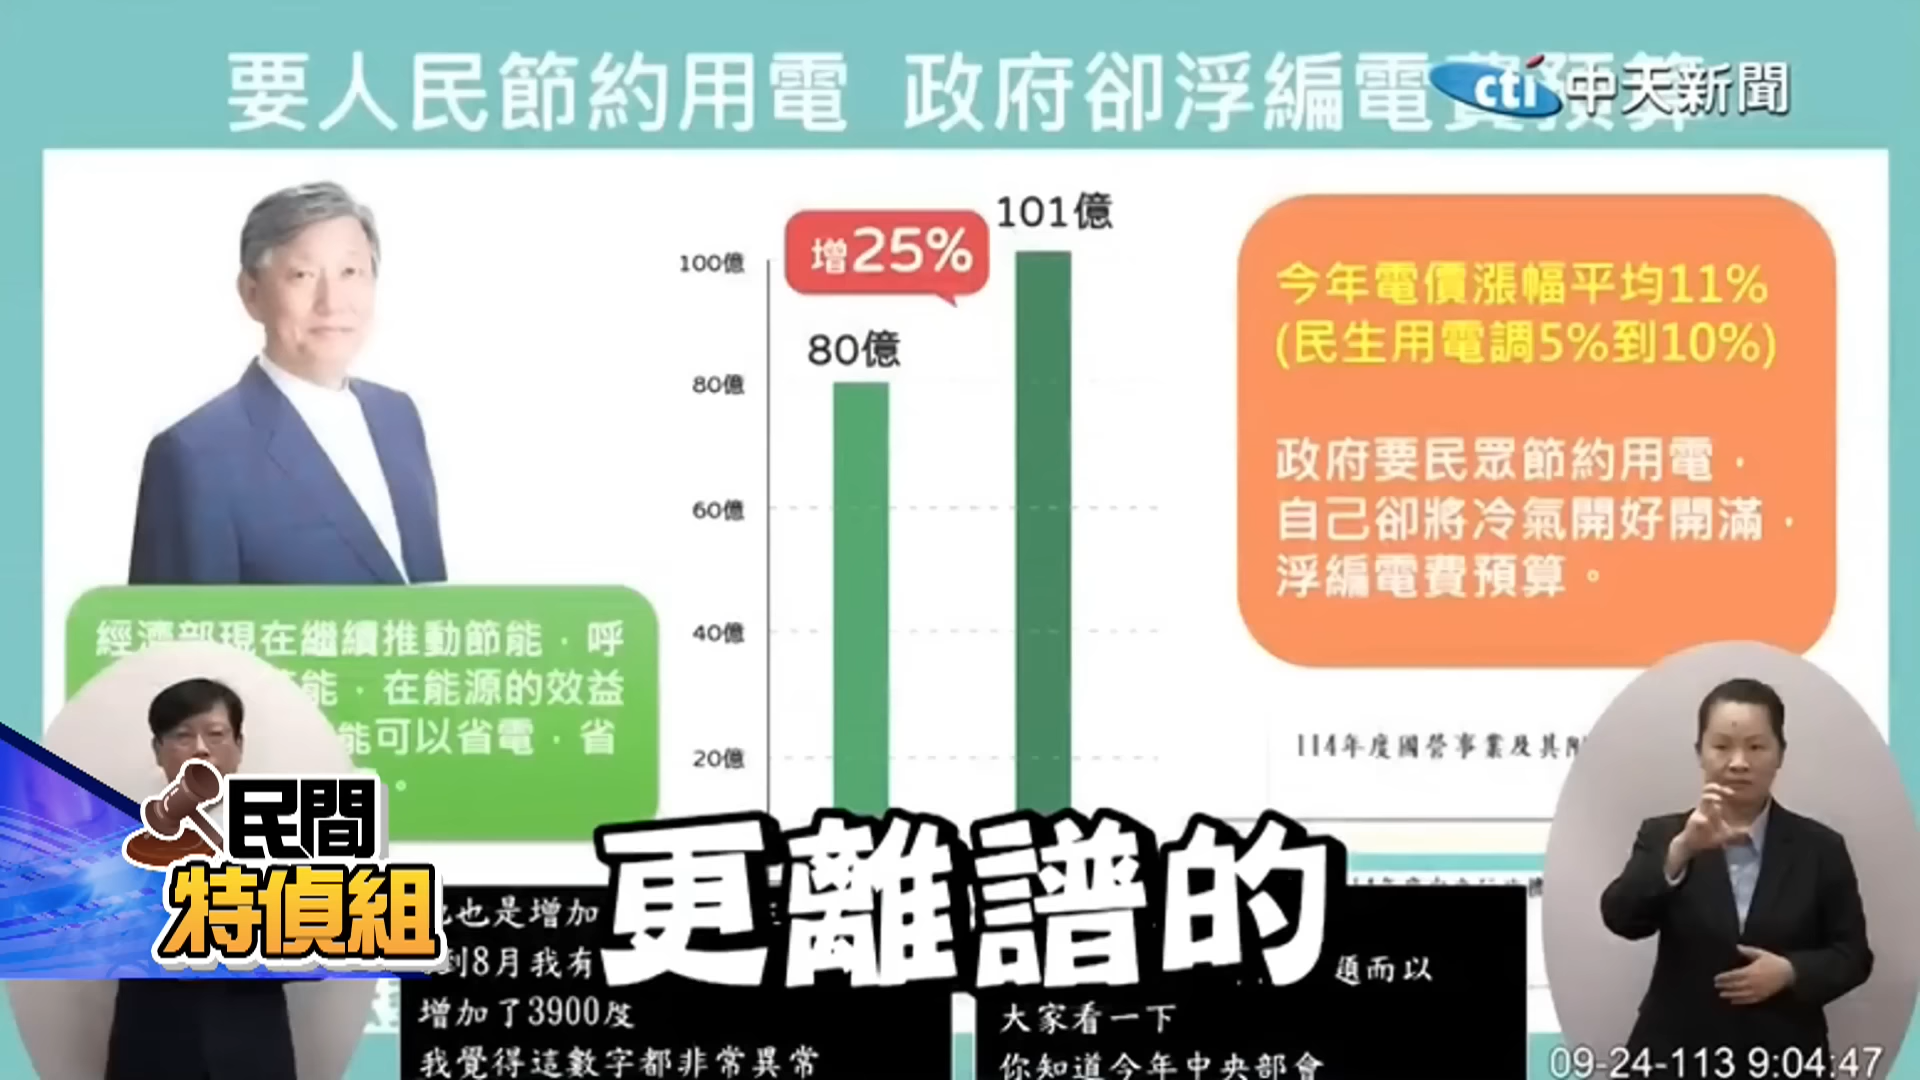 要人民節約用電 政府卻浮編電費預算
cti 中天新聞
101億
增25%
80億
100億
80億
60億
40億
20億
今年電價漲幅平均11%
(民生用電調5%到10%)
政府要民眾節約用電，
自己卻將冷氣開好開滿，
浮編電費預算。
經濟部現在繼續推動節能，呼
節能，在能源的效益
能可以省電，省
。
114年度國營事業及其附
民間
特偵組
更離譜的
也是增加
到8月我有
增加了3900度
我覺得這數字都非常異常
題而以
大家看一下
你知道今年中央部會
09-24-113 9:04:47